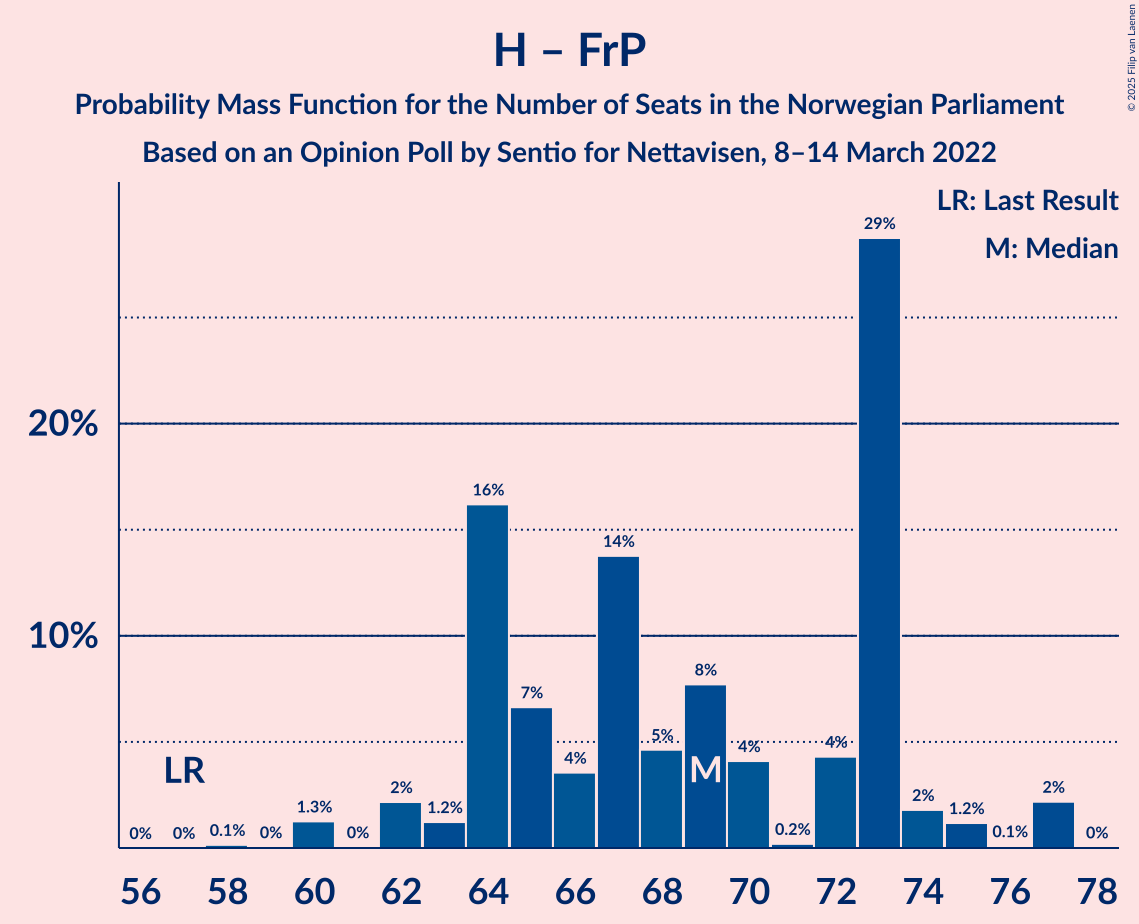 H – FrP
Probability Mass Function for the Number of Seats in the Norwegian Parliament
Based on an Opinion Poll by Sentio for Nettavisen, 8–14 March 2022
© 2025 Filip van Laenen
LR: Last Result
M: Median
20%
10%
0%
0%
0.1%
0%
1.3%
0%
2%
1.2%
16%
7%
4%
14%
5%
8%
4%
0.2%
4%
29%
2%
1.2%
0.1%
2%
0%
LR
M
56 58 60 62 64 66 68 70 72 74 76 78